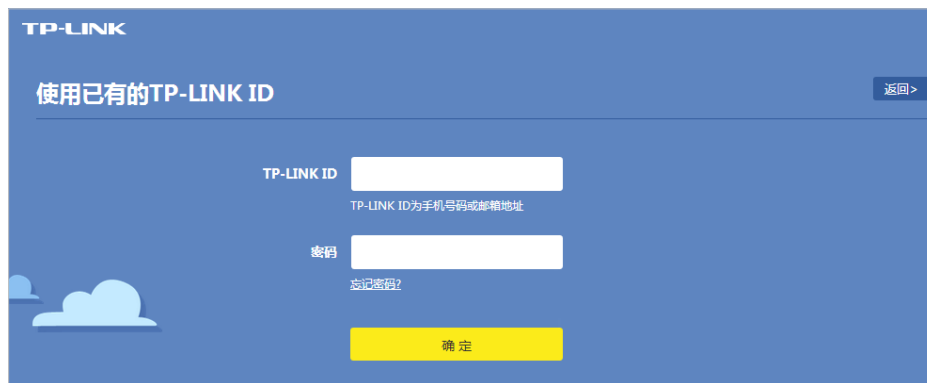 TP-LINK
使用已有的TP-LINK ID
返回>
TP-LINK ID
TP-LINK ID为手机号码或邮箱地址
密码
忘记密码?
确 定